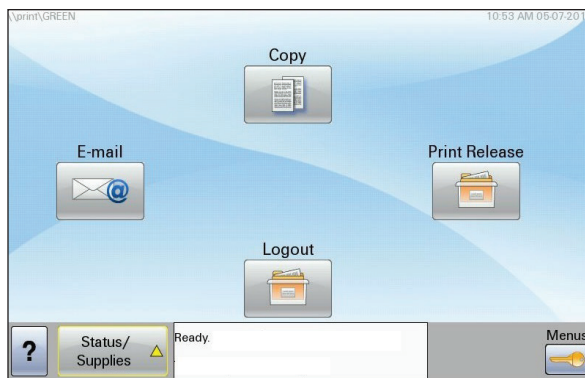 \\print\GREEN
10:53 AM 05-07-201
Copy
E-mail
Print Release
@
Logout
?
Status/
Supplies
Ready.
Menus